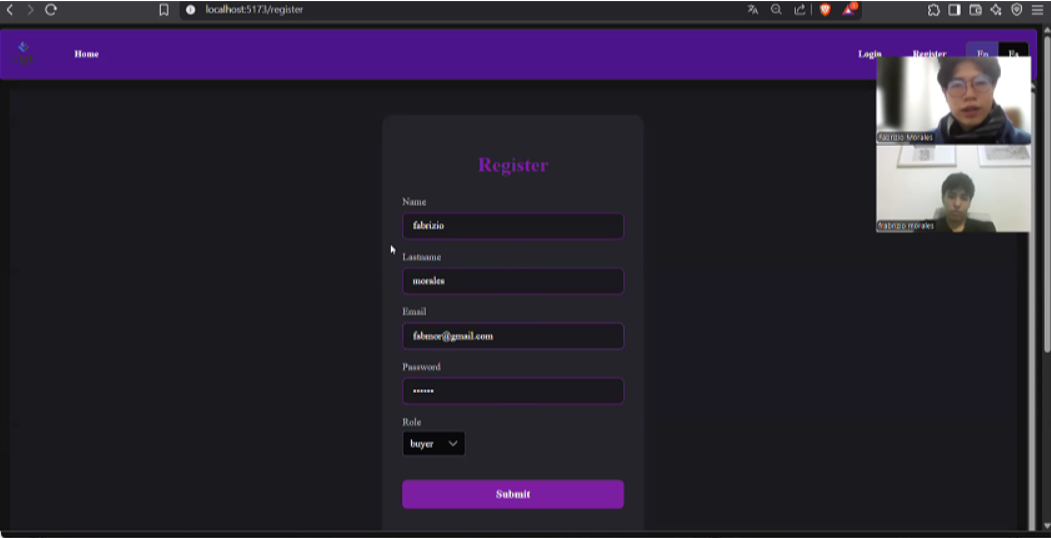 localhost:5173/register
Home
Login Register En Es
Fabrizio Morales
frabrizio morales
Register
Name
fabrizio
Lastname
morales
Email
fabmor@gmail.com
Password
Role
buyer
Submit